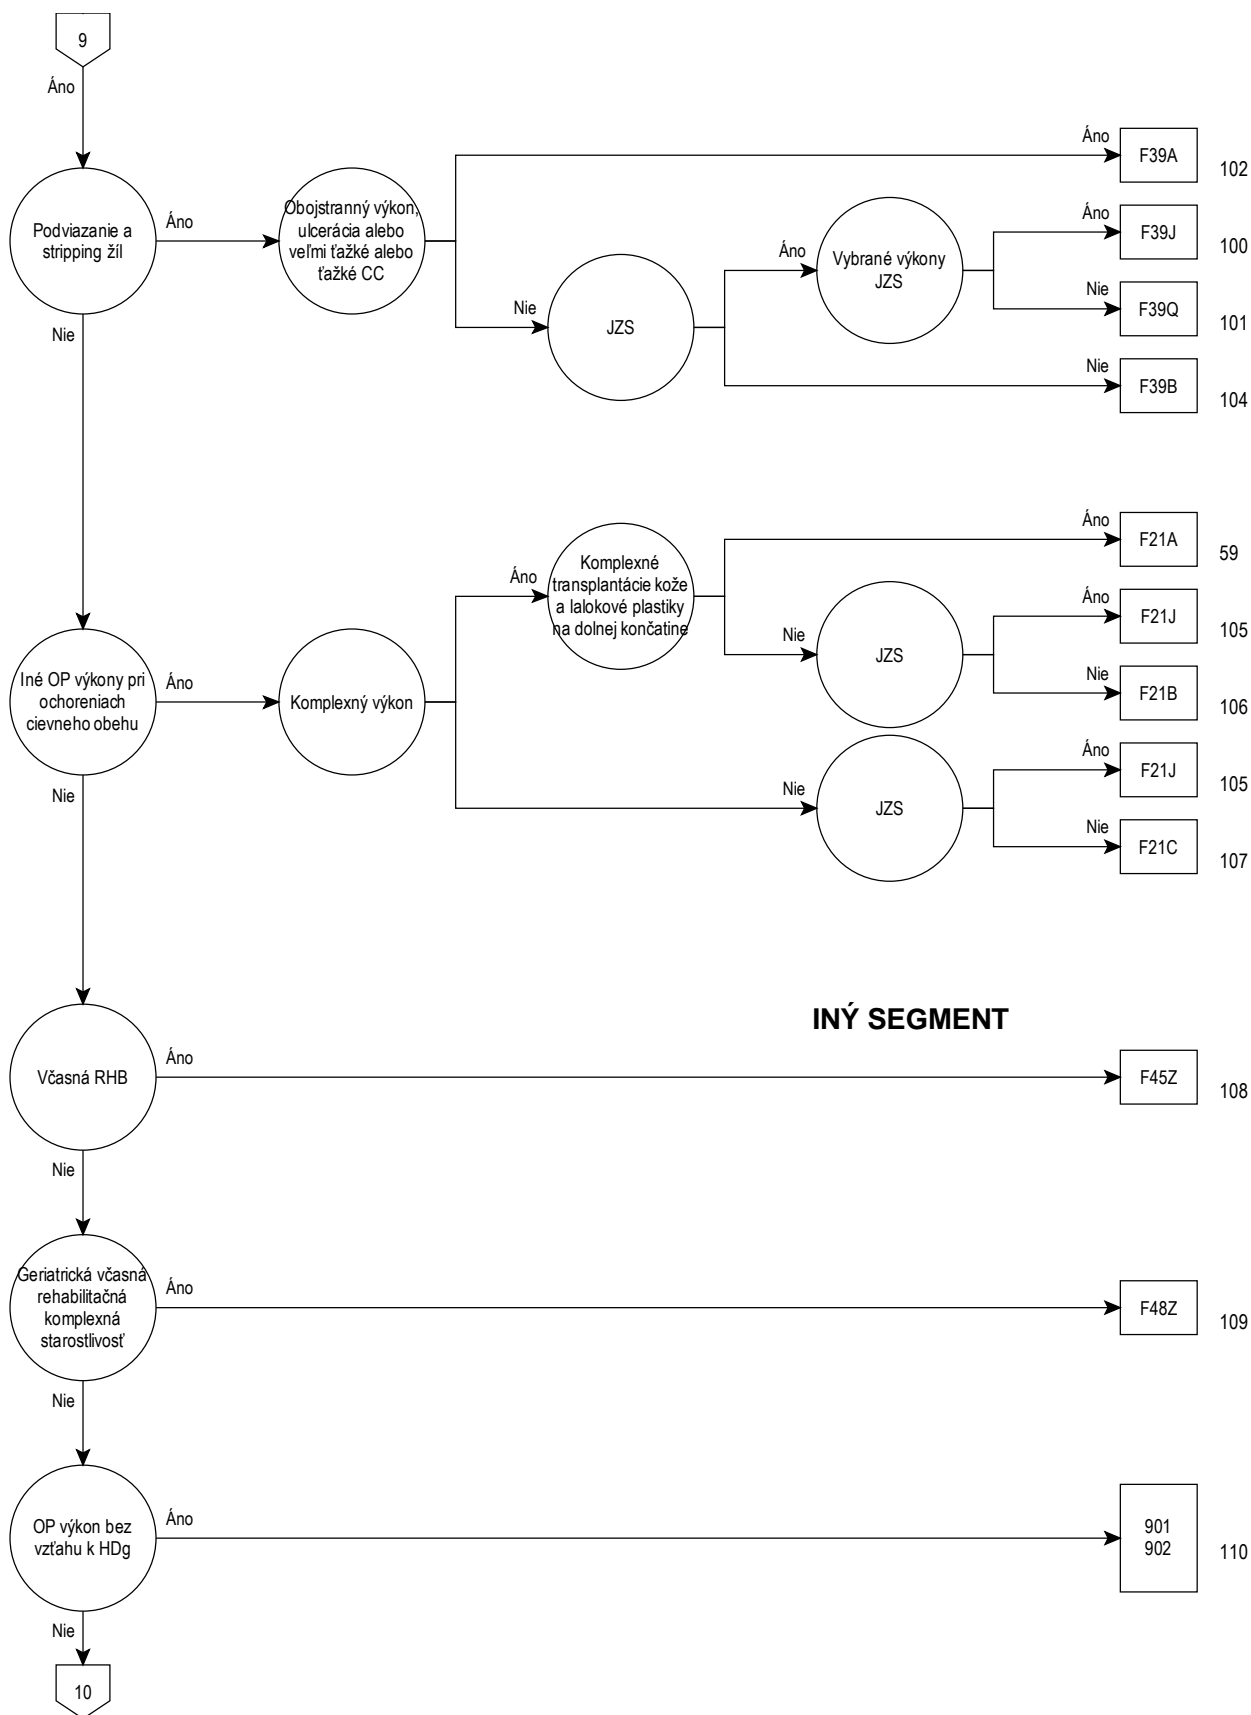 9
Áno
Podviazanie a
stripping žíl
Áno
Obojstranný výkon,
ulcerácia alebo
veľmi ťažké alebo
ťažké CC
Áno
F39A
102
Nie
JZS
Áno
Vybrané výkony
JZS
Áno
F39J
100
Nie
F39Q
101
Nie
F39B
104
Nie
Iné OP výkony pri
ochoreniach
cievneho obehu
Áno
Komplexný výkon
Áno
Komplexné
transplantácie kože
a lalokové plastiky
na dolnej končatine
Áno
F21A
59
Nie
JZS
Áno
F21J
105
Nie
F21B
106
Nie
JZS
Áno
F21J
105
Nie
F21C
107
Nie
INÝ SEGMENT
Včasná RHB
Áno
F45Z
108
Nie
Geriatrická včasná
rehabilitačná
komplexná
starostlivosť
Áno
F48Z
109
Nie
OP výkon bez
vzťahu k HDg
Áno
901
902
110
Nie
10